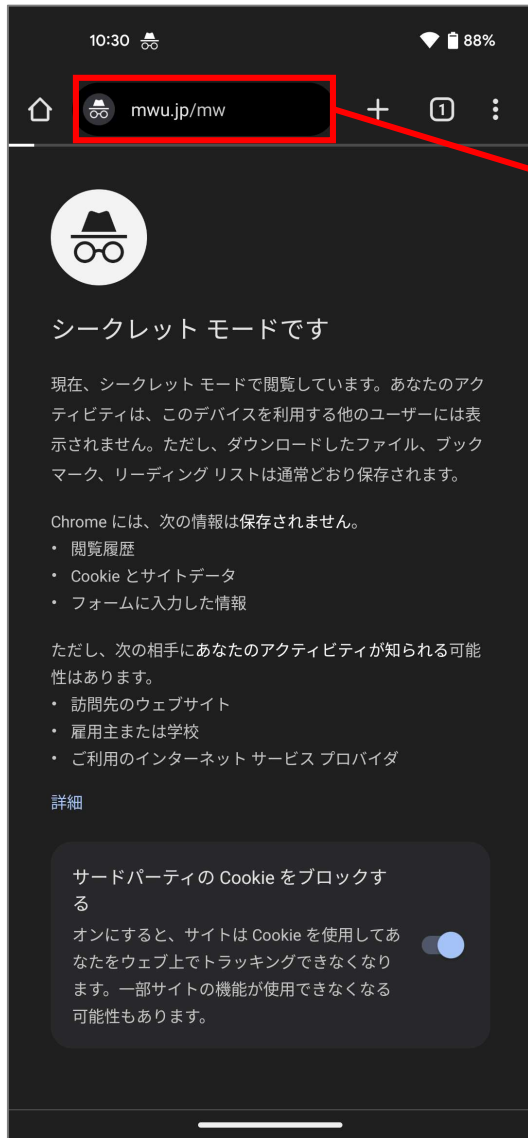 10:30
88%
mwu.jp/mw
1
シークレット モードです
現在、シークレット モードで閲覧しています。あなたのアク
ティビティは、このデバイスを利用する他のユーザーには表
示されません。ただし、ダウンロードしたファイル、ブック
マーク、リーディング リストは通常どおり保存されます。
Chrome には、次の情報は保存されません。
• 閲覧履歴
• Cookie とサイトデータ
• フォームに入力した情報
ただし、次の相手にあなたのアクティビティが知られる可能
性はあります。
• 訪問先のウェブサイト
• 雇用主または学校
• ご利用のインターネット サービス プロバイダ
詳細
サードパーティの Cookie をブロックす
る
オンにすると、サイトは Cookie を使用してあ
なたをウェブ上でトラッキングできなくなり
ます。一部サイトの機能が使用できなくなる
可能性もあります。